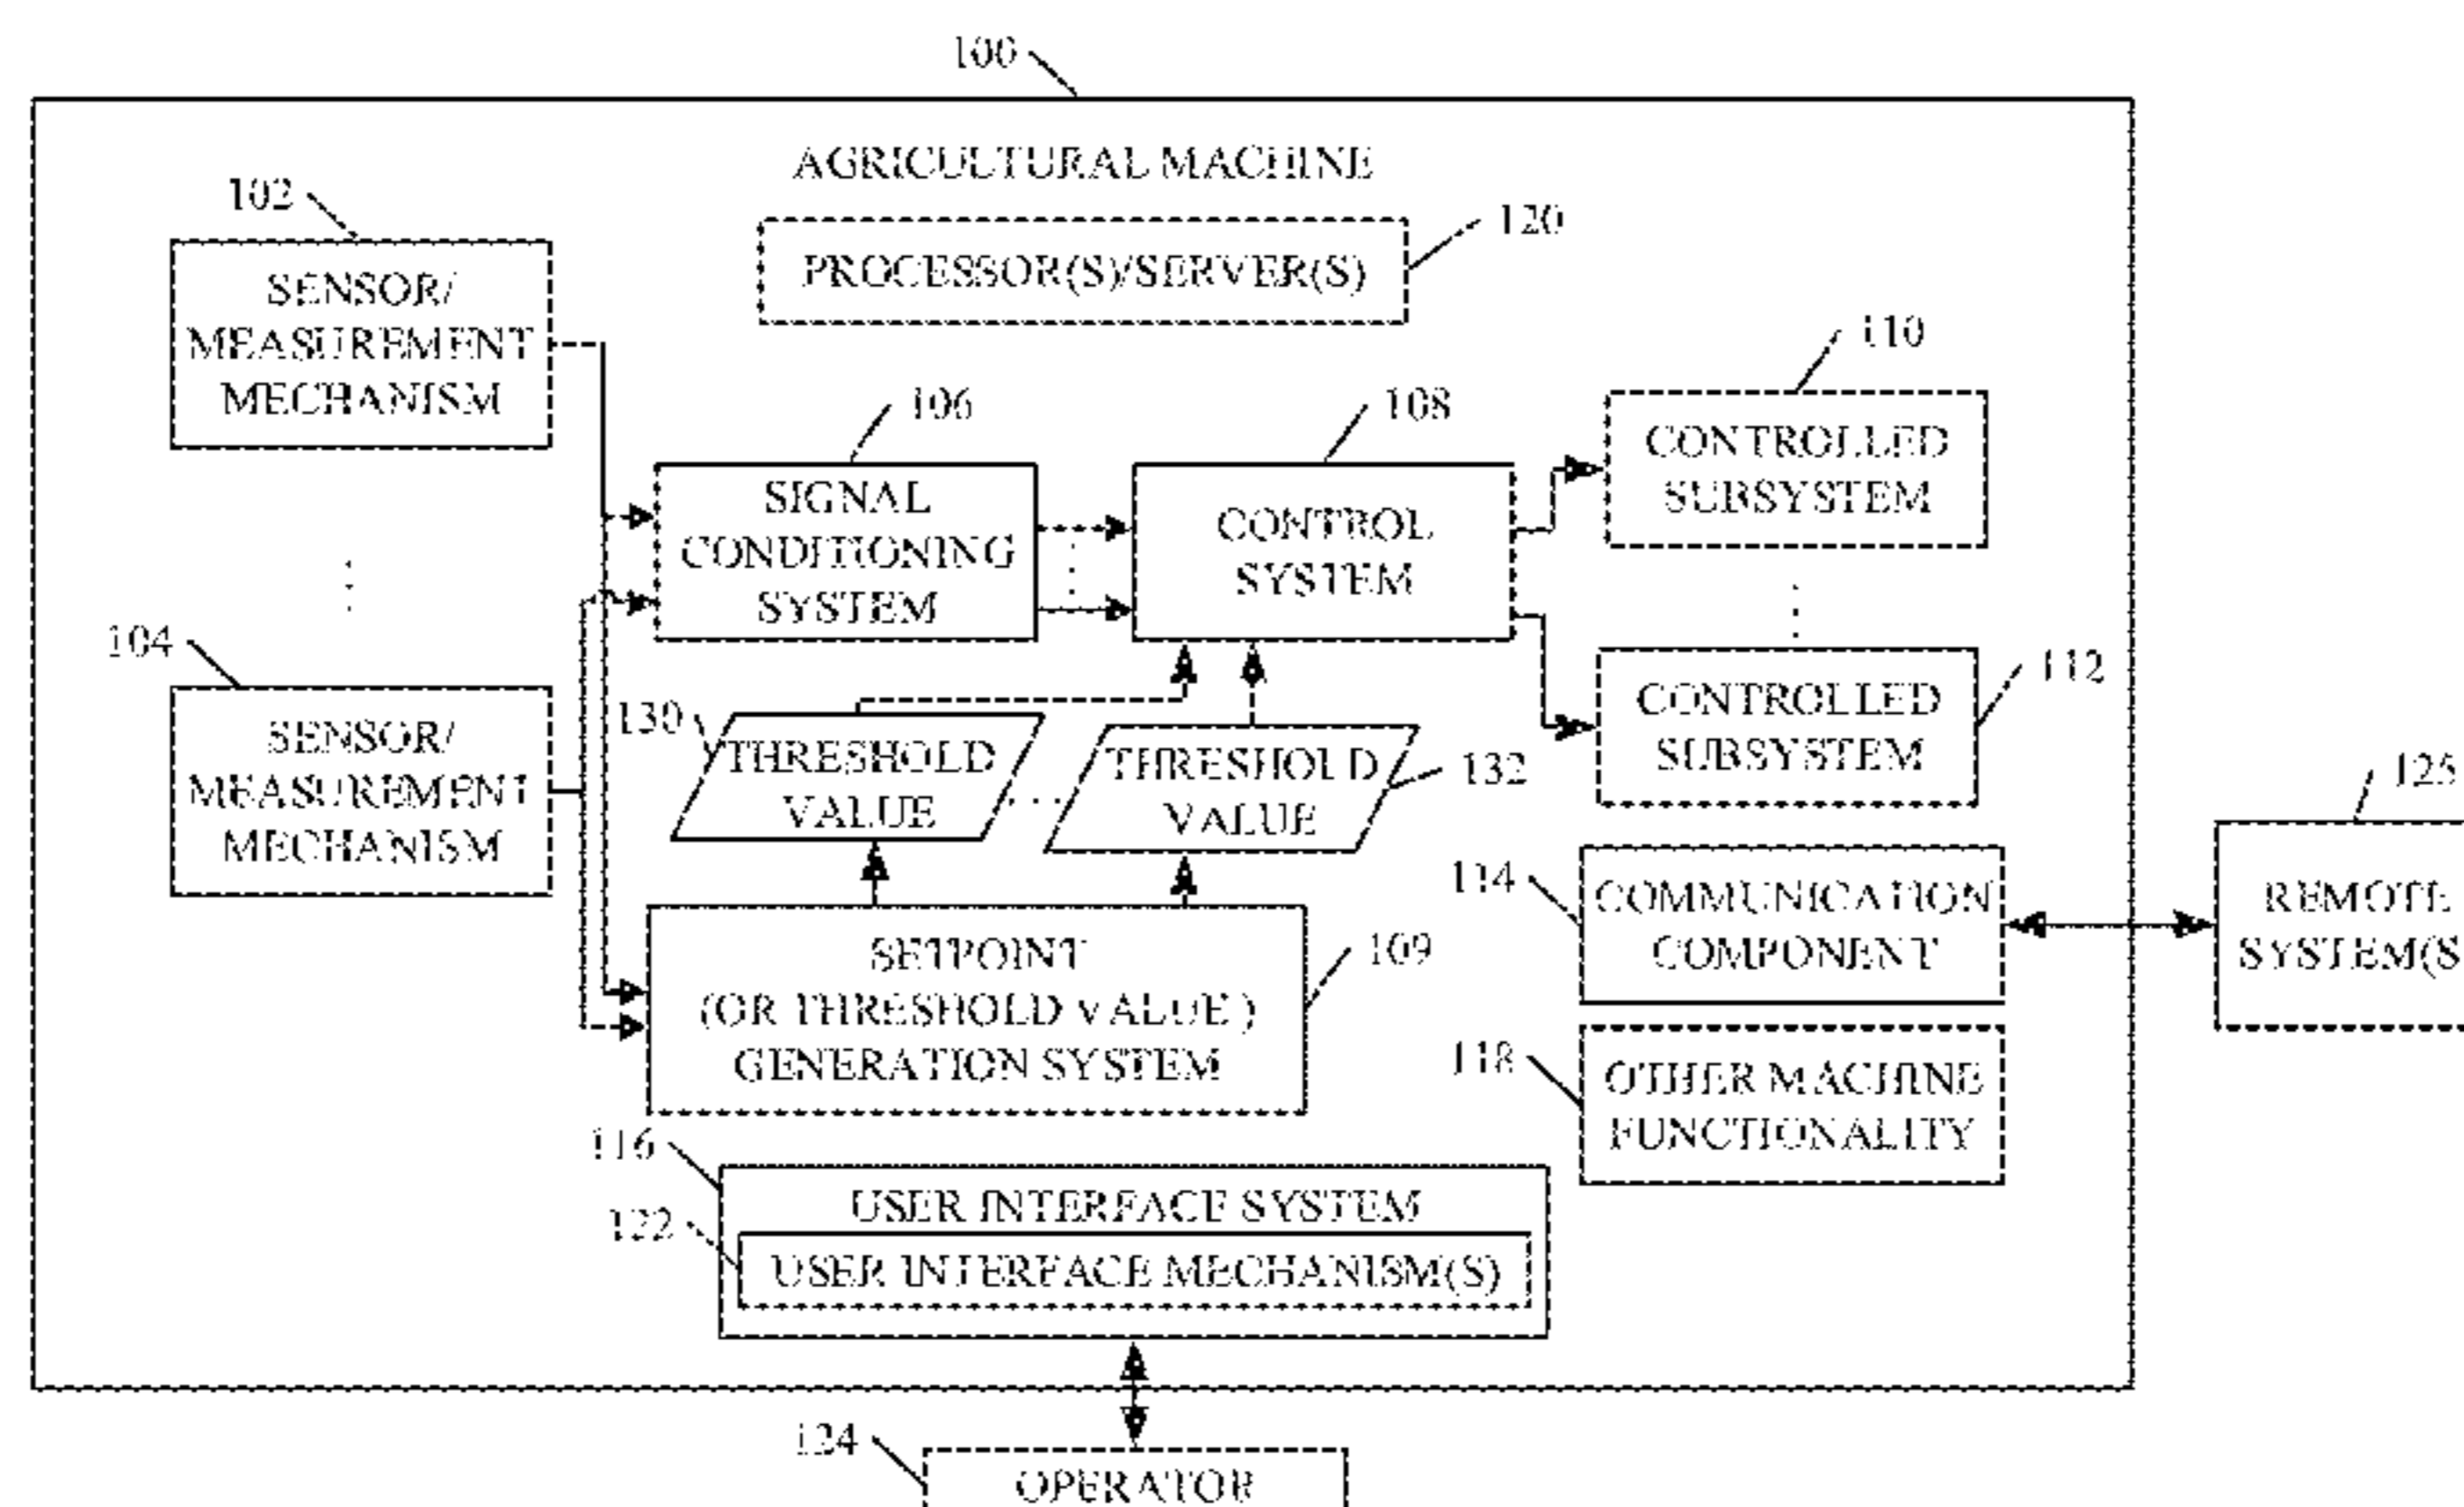 100
AGRICULTURAL MACHINE
102
120
PROCESSOR(S)/SERVER(S)
SENSOR/
MEASUREMENT
MECHANISM
110
106
108
CONTROLLED
SUBSYSTEM
SIGNAL
CONDITIONING
SYSTEM
CONTROL
SYSTEM
104
112
CONTROLLED
SUBSYSTEM
130
THRESHOLD
VALUE
THRESHOLD
VALUE
132
SENSOR/
MEASUREMENT
MECHANISM
125
114
COMMUNICATION
COMPONENT
REMOTE
SYSTEM(S
109
SETPOINT
(OR THRESHOLD VALUE )
GENERATION SYSTEM
118
OTHER MACHINE
FUNCTIONALITY
116
USER INTERFACE SYSTEM
122
USER INTERFACE MECHANISM(S)
124
OPERATOR